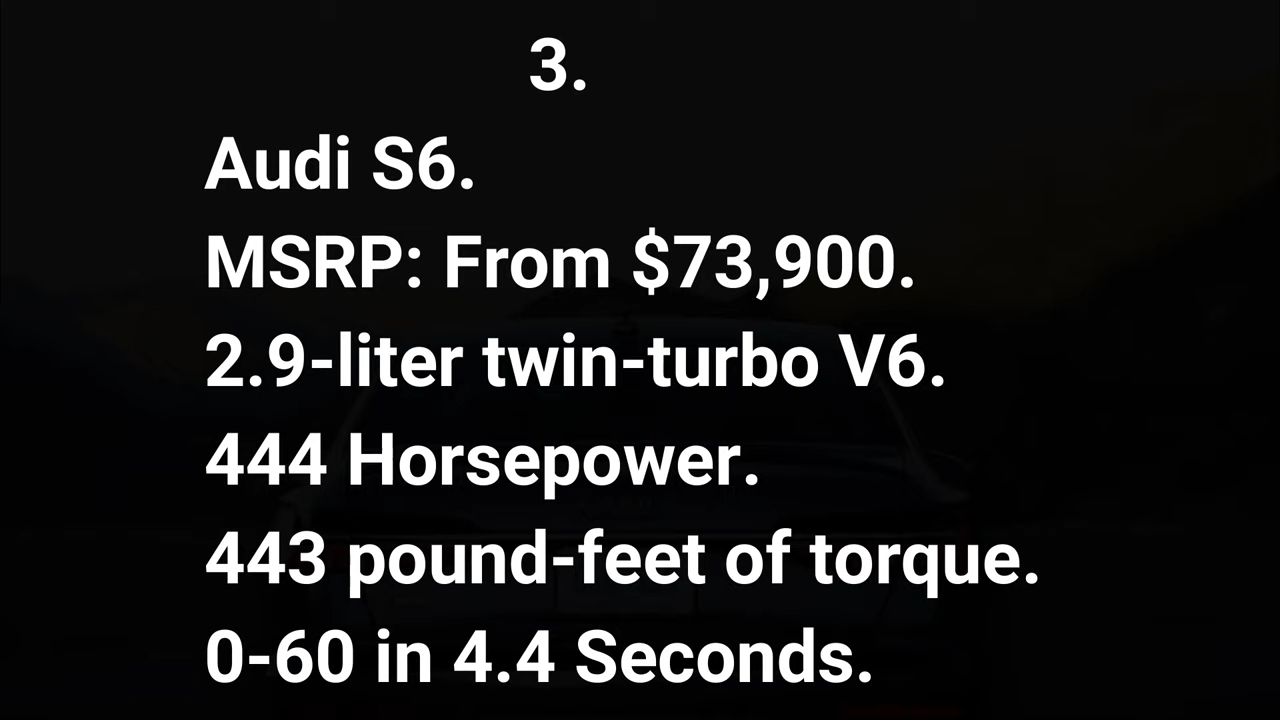 3.
Audi S6.
MSRP: From $73,900.
2.9-liter twin-turbo V6.
444 Horsepower.
443 pound-feet of torque.
0-60 in 4.4 Seconds.